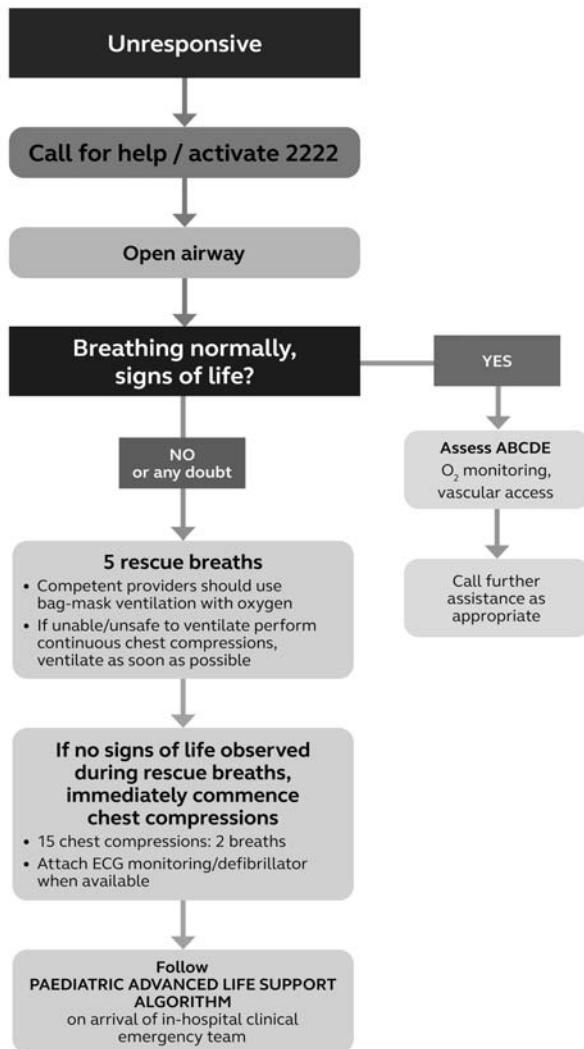 Unresponsive
Call for help / activate 2222
Open airway
Breathing normally,
signs of life?
YES
NO
or any doubt
Assess ABCDE
O₂ monitoring,
vascular access
Call further
assistance as
appropriate
5 rescue breaths
• Competent providers should use
bag-mask ventilation with oxygen
• If unable/unsafe to ventilate perform
continuous chest compressions,
ventilate as soon as possible
If no signs of life observed
during rescue breaths,
immediately commence
chest compressions
• 15 chest compressions: 2 breaths
• Attach ECG monitoring/defibrillator
when available
Follow
PAEDIATRIC ADVANCED LIFE SUPPORT
ALGORITHM
on arrival of in-hospital clinical
emergency team